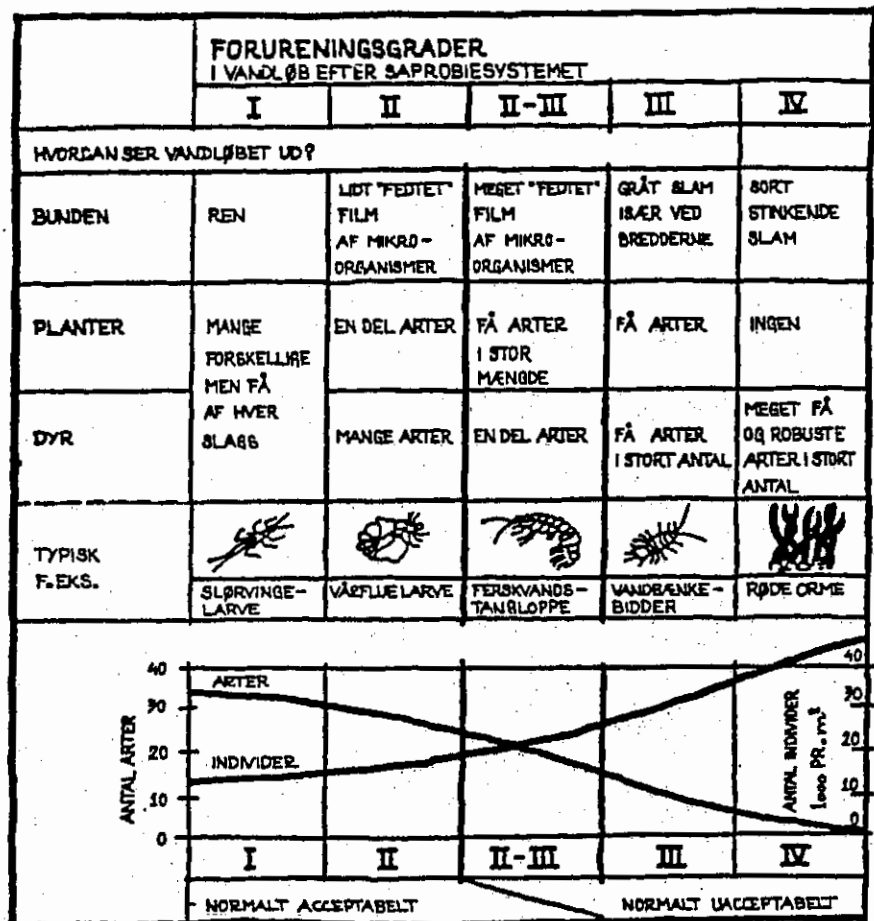 FORURENINGSGRADER
I VANDLØB EFTER SAPROBIESYSTEMET
I II II-III III IV
HVORDAN SER VANDLØBET UD?
BUNDEN
REN
LIDT "FEDTET"
FILM
AF MIKRO-
ORGANISMER
MEGET "FEDTET"
FILM
AF MIKRO-
ORGANISMER
GRÅT SLAM
ISÆR VED
BREDDERNE
SORT
STINKENDE
SLAM
PLANTER
MANGE
FORSKELLIGE
MEN FÅ
AF HVER
SLAGS
EN DEL ARTER
FÅ ARTER
I STOR
MÆNGDE
FÅ ARTER
INGEN
DYR
MANGE ARTER
EN DEL ARTER
FÅ ARTER
I STORT ANTAL
MEGET FÅ
OG ROBUSTE
ARTER I STORT
ANTAL
TYPISK
F.EKS.
SLØRVINGE-
LARVE
VÅRFLUELARVE
FERSKVANDS-
TANGLOPPE
VANDBÆNKE-
BIDDER
RØDE ORME
ANTAL ARTER
40
30
20
10
0
ARTER
INDIVIDER
ANTAL INDIVIDER
1000 PR. m²
40
30
20
10
0
I II II-III III IV
NORMALT ACCEPTABELT
NORMALT UACCEPTABELT